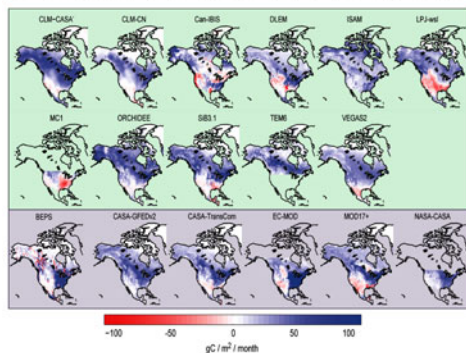 CLM-CASA' CLM-CN Can-IBIS DLEM ISAM LPJ-wsl
MC1 ORCHIDEE SiB3.1 TEM6 VEGAS2
BEPS CASA-GFEDv2 CASA-TransCom EC-MOD MOD17+ NASA-CASA
-100 -50 0 50 100
gC / m² / month